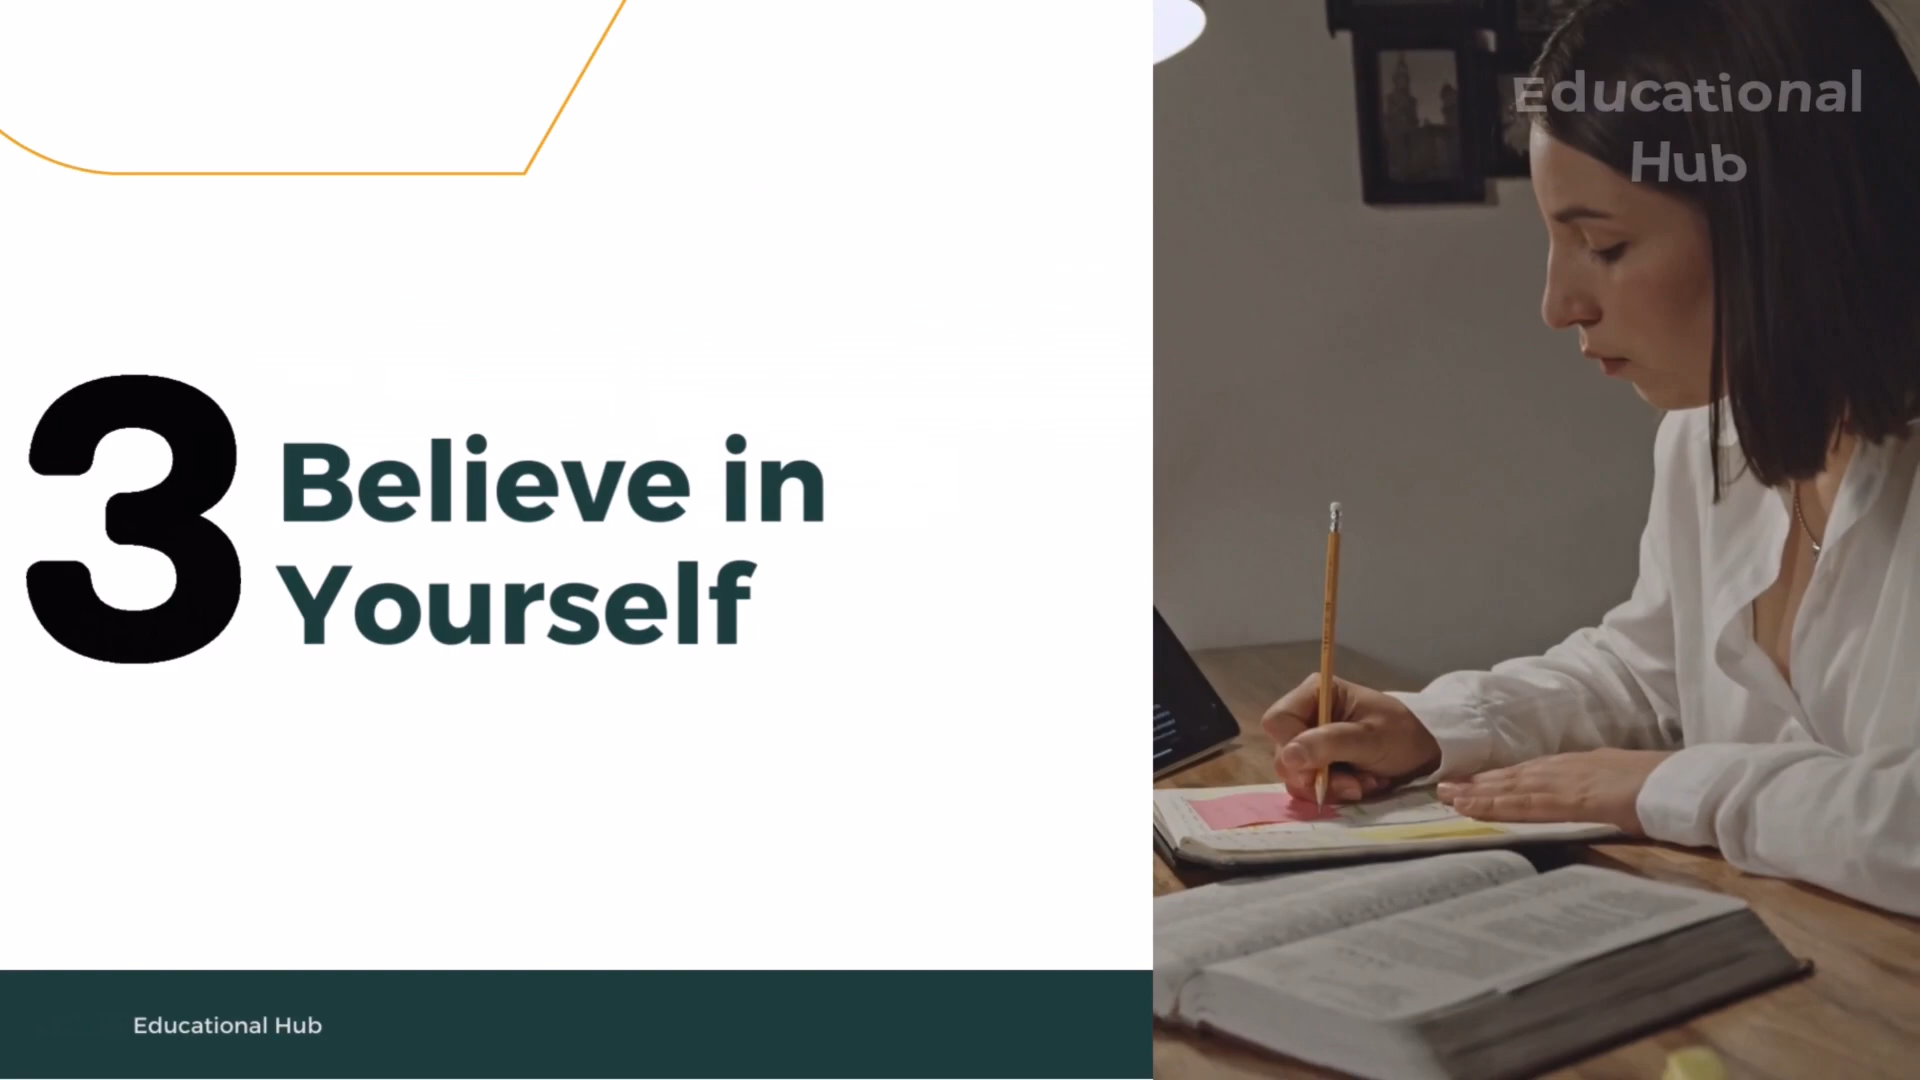 3
Believe in
Yourself
Educational Hub
Educational
Hub